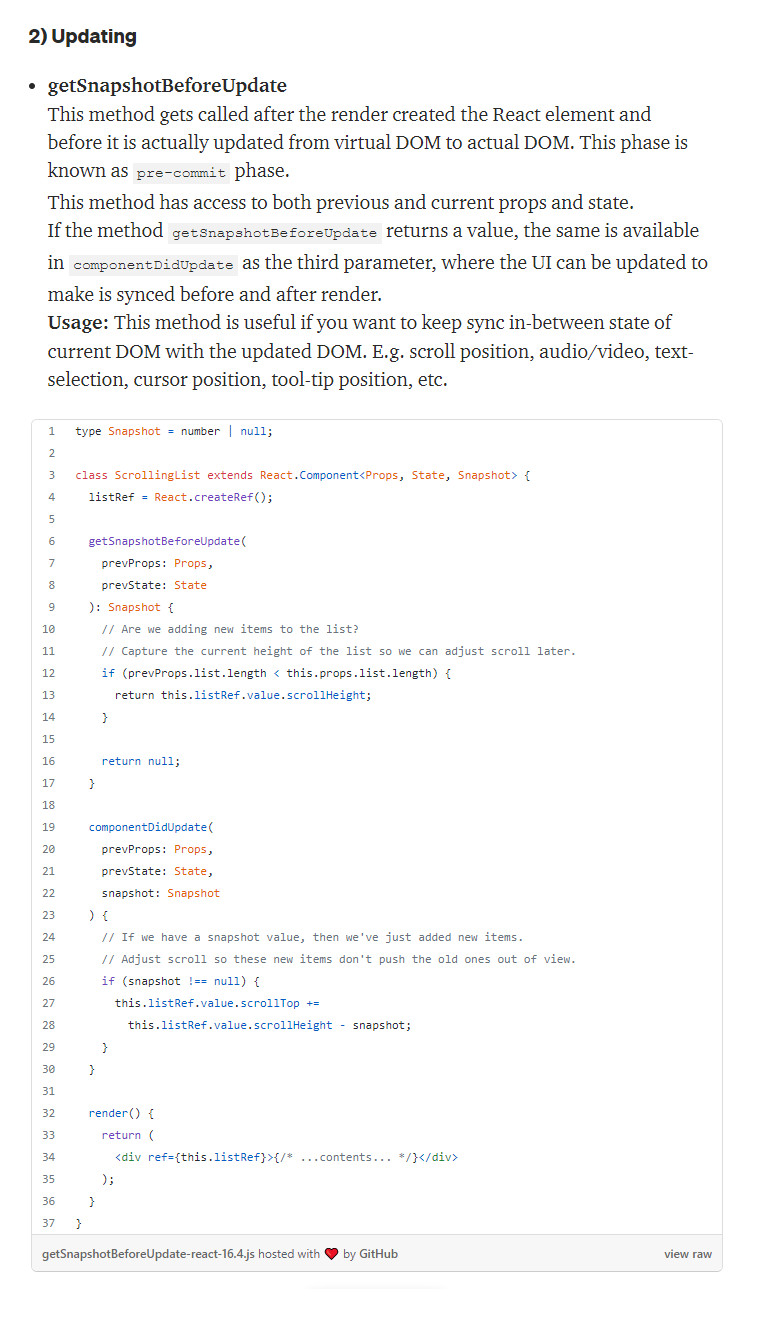 2) Updating
• getSnapshotBeforeUpdate
This method gets called after the render created the React element and
before it is actually updated from virtual DOM to actual DOM. This phase is
known as pre-commit phase.
This method has access to both previous and current props and state.
If the method getSnapshotBeforeUpdate returns a value, the same is available
in componentDidUpdate as the third parameter, where the UI can be updated to
make is synced before and after render.
Usage: This method is useful if you want to keep sync in-between state of
current DOM with the updated DOM. E.g. scroll position, audio/video, text-
selection, cursor position, tool-tip position, etc.
1 type Snapshot = number | null;
2
3 class ScrollingList extends React.Component<Props, State, Snapshot> {
4 listRef = React.createRef();
5
6 getSnapshotBeforeUpdate(
7 prevProps: Props,
8 prevState: State
9 ): Snapshot {
10 // Are we adding new items to the list?
11 // Capture the current height of the list so we can adjust scroll later.
12 if (prevProps.list.length < this.props.list.length) {
13 return this.listRef.value.scrollHeight;
14 }
15
16 return null;
17 }
18
19 componentDidUpdate(
20 prevProps: Props,
21 prevState: State,
22 snapshot: Snapshot
23 ) {
24 // If we have a snapshot value, then we've just added new items.
25 // Adjust scroll so these new items don't push the old ones out of view.
26 if (snapshot !== null) {
27 this.listRef.value.scrollTop +=
28 this.listRef.value.scrollHeight - snapshot;
29 }
30 }
31
32 render() {
33 return (
34 <div ref={this.listRef}>{/* ...contents... */}</div>
35 );
36 }
37 }
getSnapshotBeforeUpdate-react-16.4.js hosted with ❤ by GitHub view raw